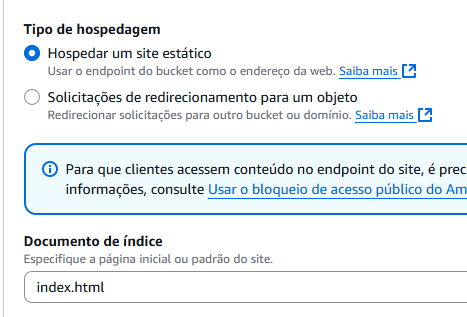 Tipo de hospedagem
Hospedar um site estático
Usar o endpoint do bucket como o endereço da web. Saiba mais
Solicitações de redirecionamento para um objeto
Redirecionar solicitações para outro bucket ou domínio. Saiba mais
Para que clientes acessem conteúdo no endpoint do site, é prec
informações, consulte Usar o bloqueio de acesso público do Am
Documento de índice
Especifique a página inicial ou padrão do site.
index.html